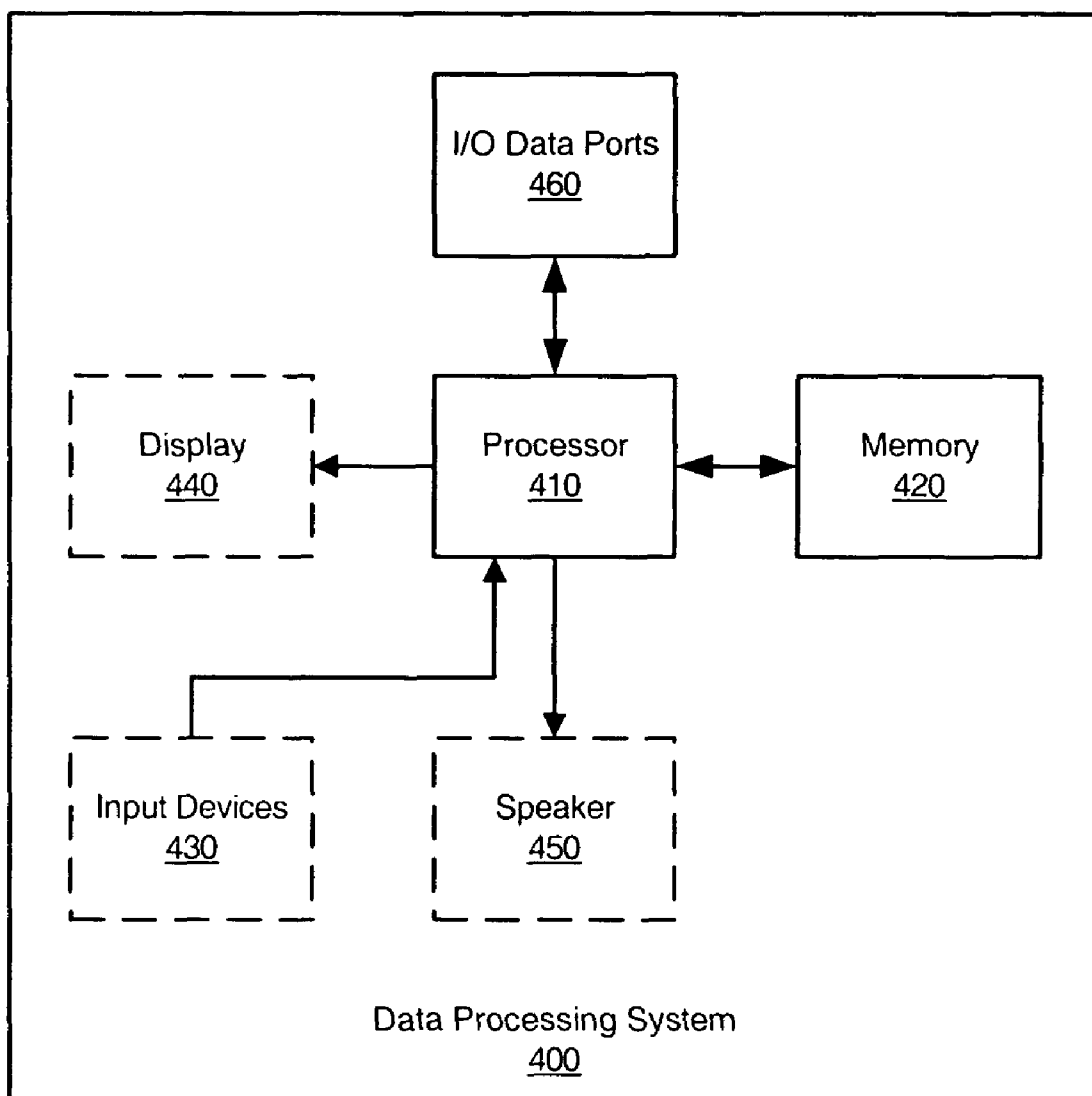 I/O Data Ports
460
Display
440
Processor
410
Memory
420
Input Devices
430
Speaker
450
Data Processing System
400